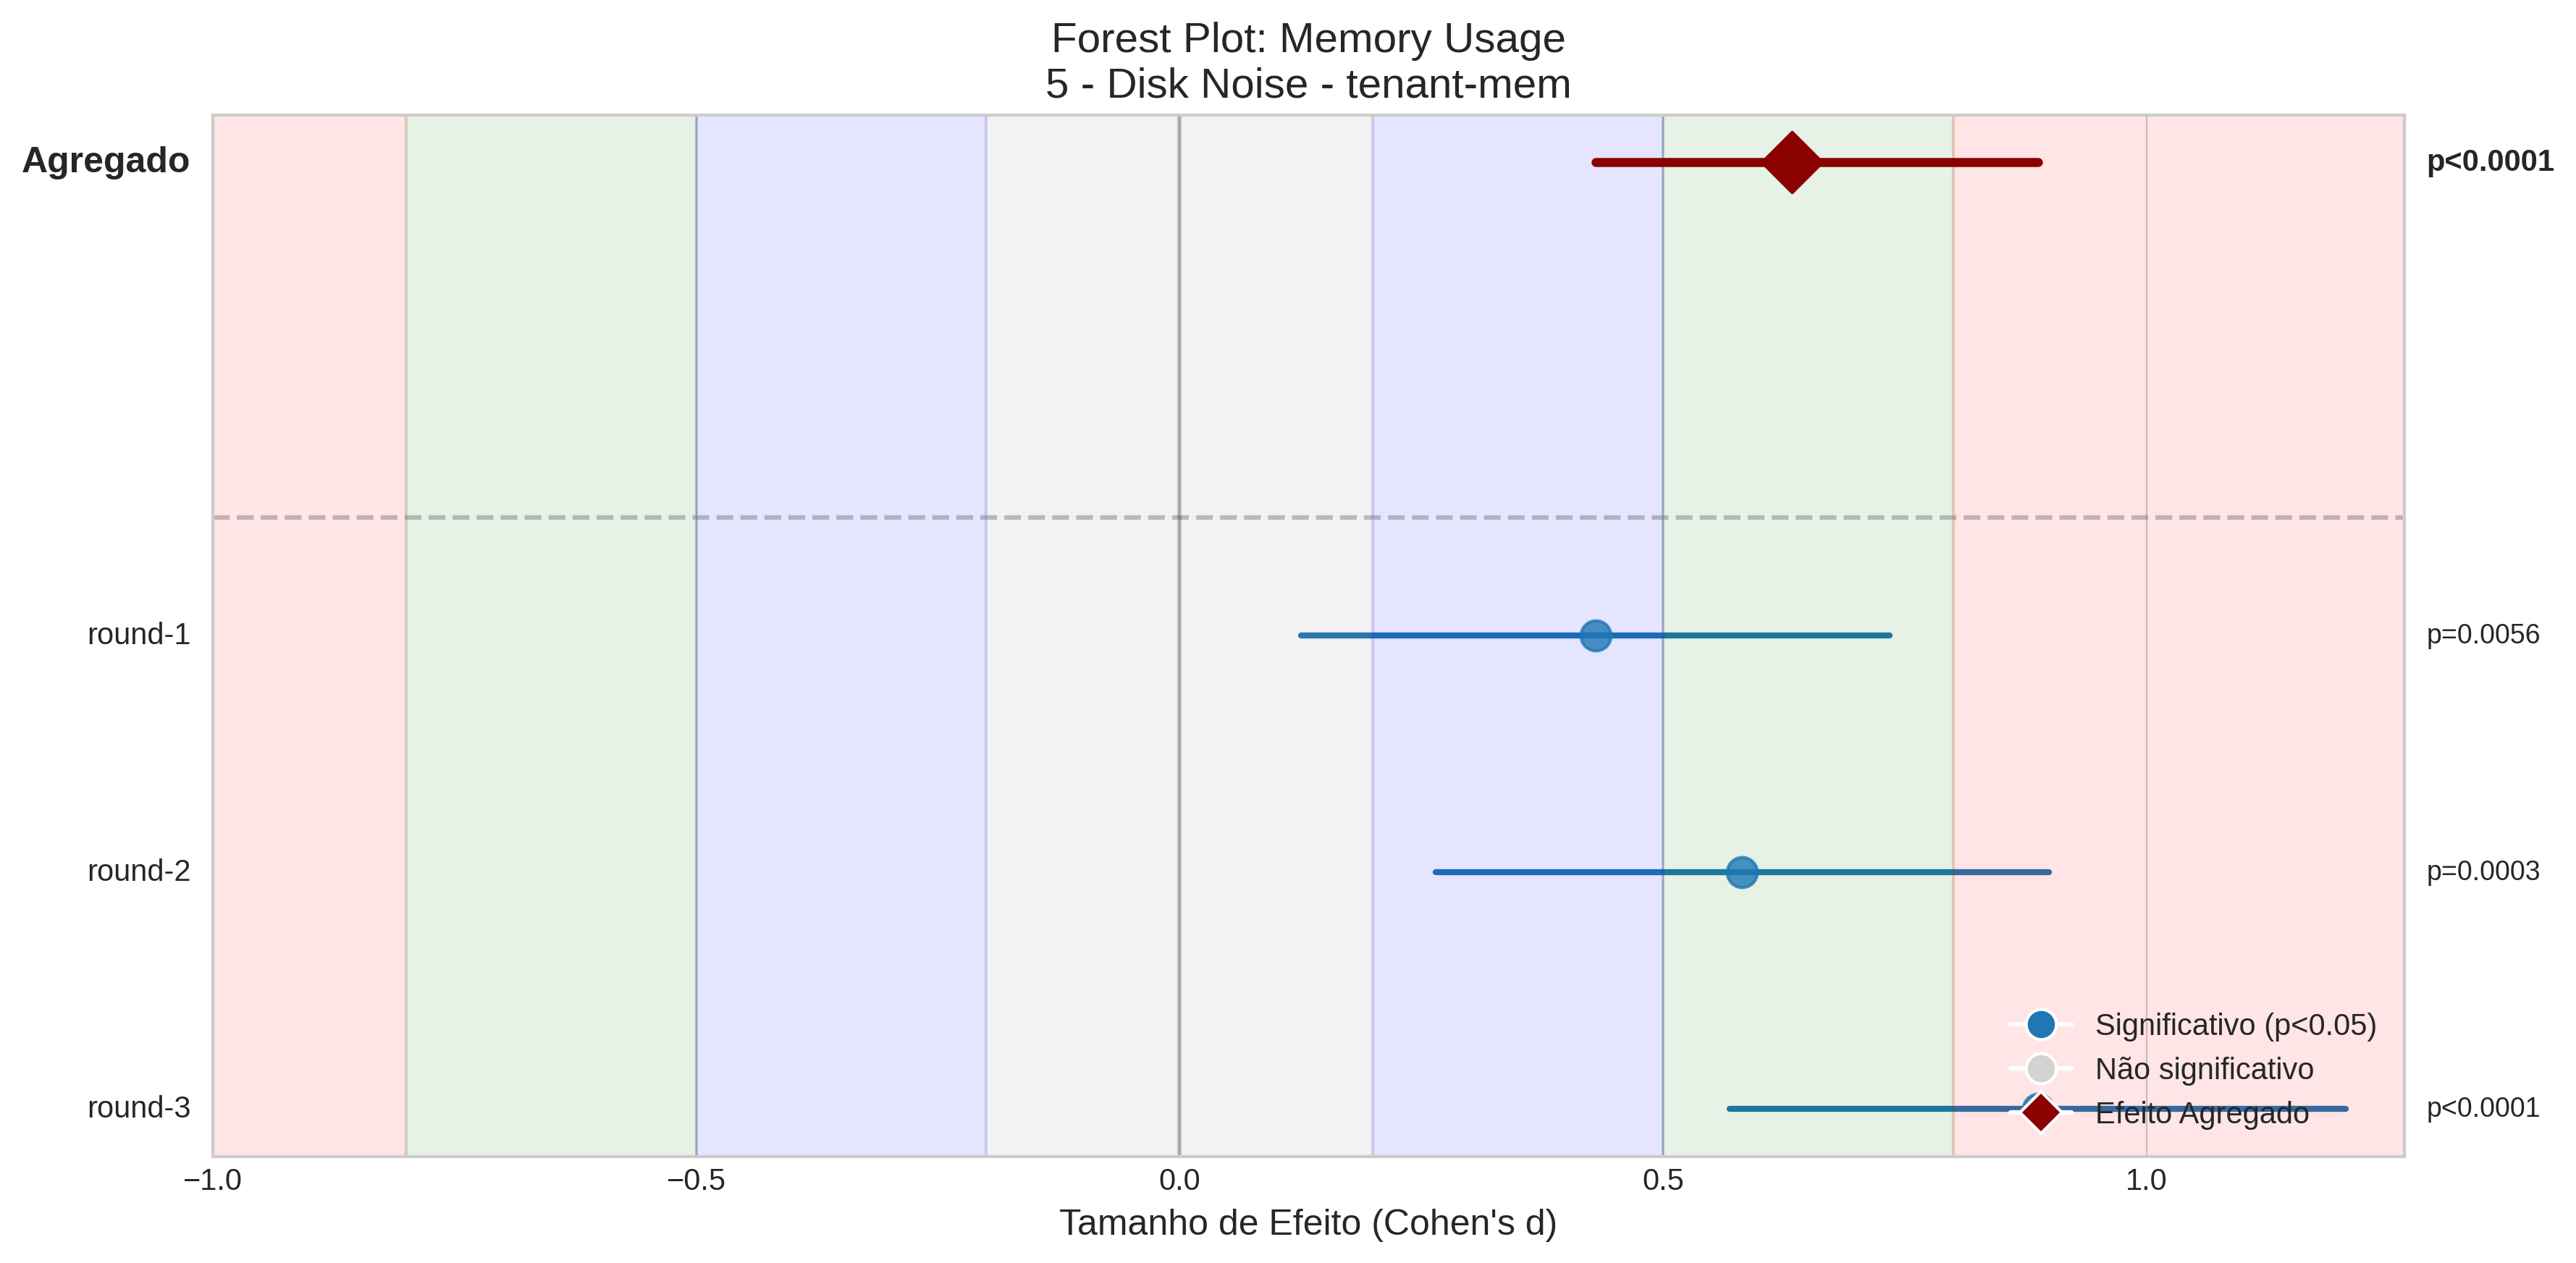 Forest Plot: Memory Usage
5 - Disk Noise - tenant-mem
Agregado
p<0.0001
round-1
p=0.0056
round-2
p=0.0003
Significativo (p<0.05)
Não significativo
Efeito Agregado
round-3
p<0.0001
−1.0
−0.5
0.0
0.5
1.0
Tamanho de Efeito (Cohen's d)